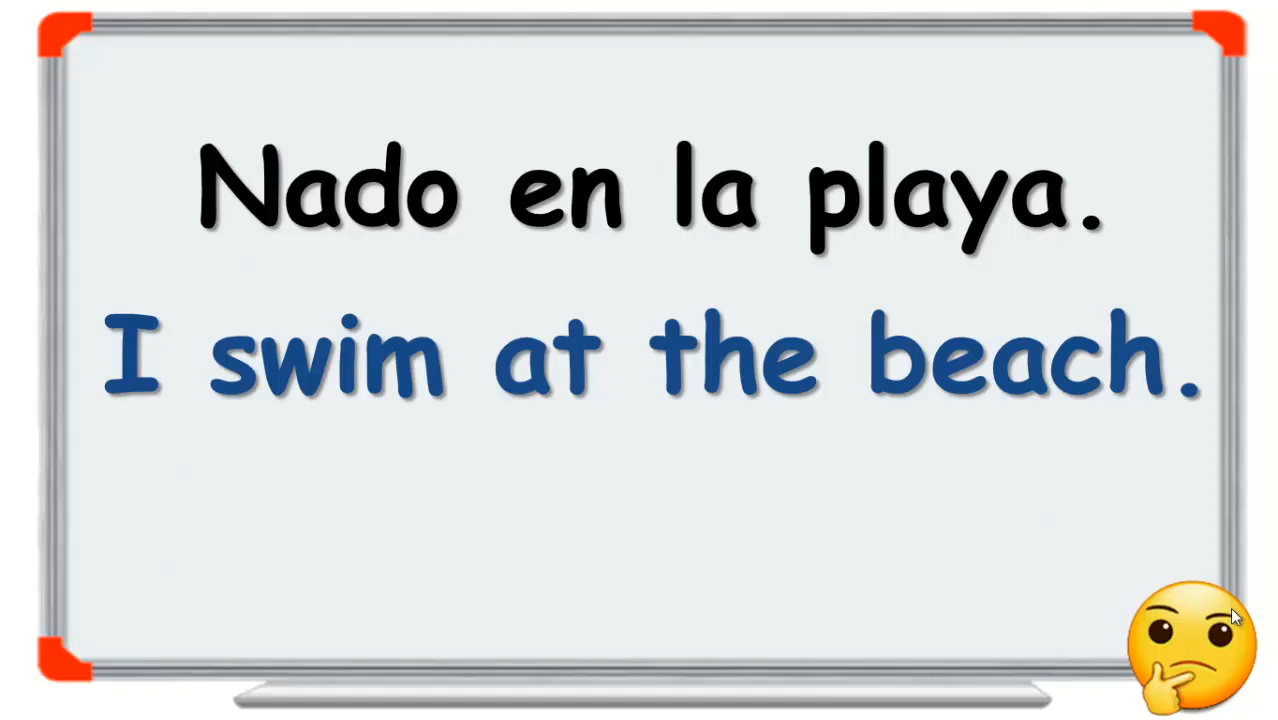 Nado en la playa.
I swim at the beach.